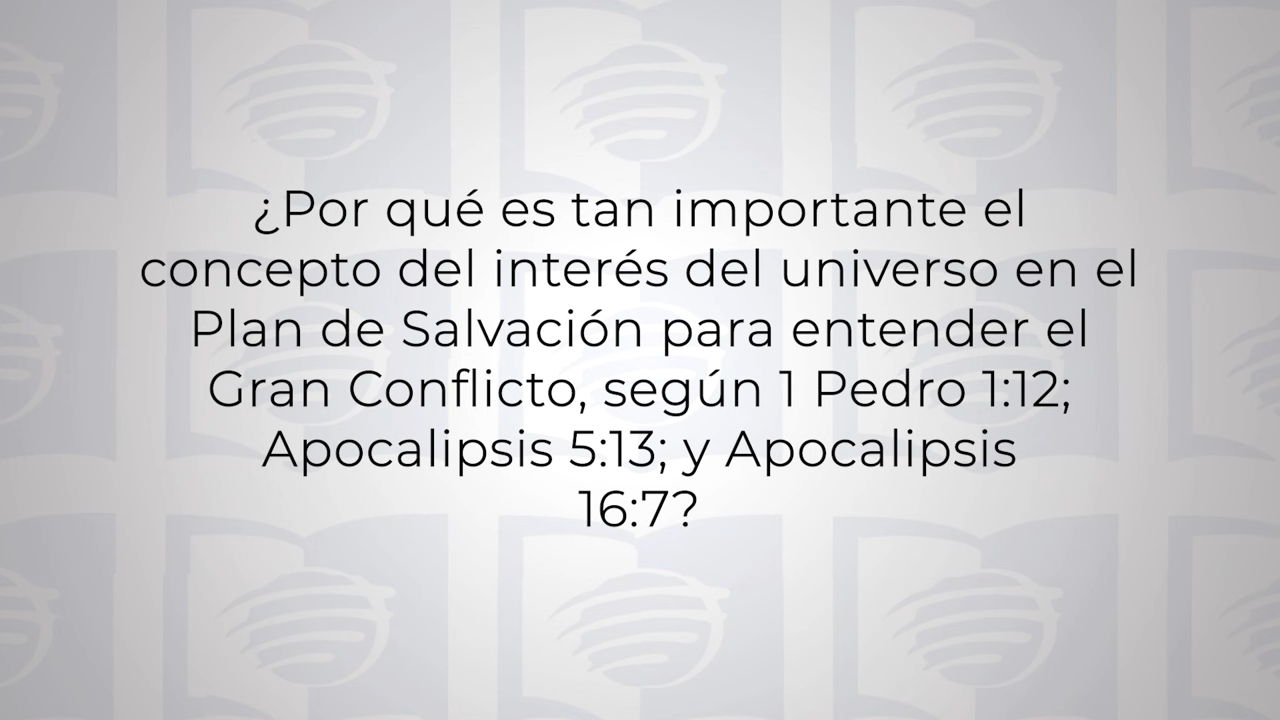 ¿Por qué es tan importante el
concepto del interés del universo en el
Plan de Salvación para entender el
Gran Conflicto, según 1 Pedro 1:12;
Apocalipsis 5:13; y Apocalipsis
16:7?